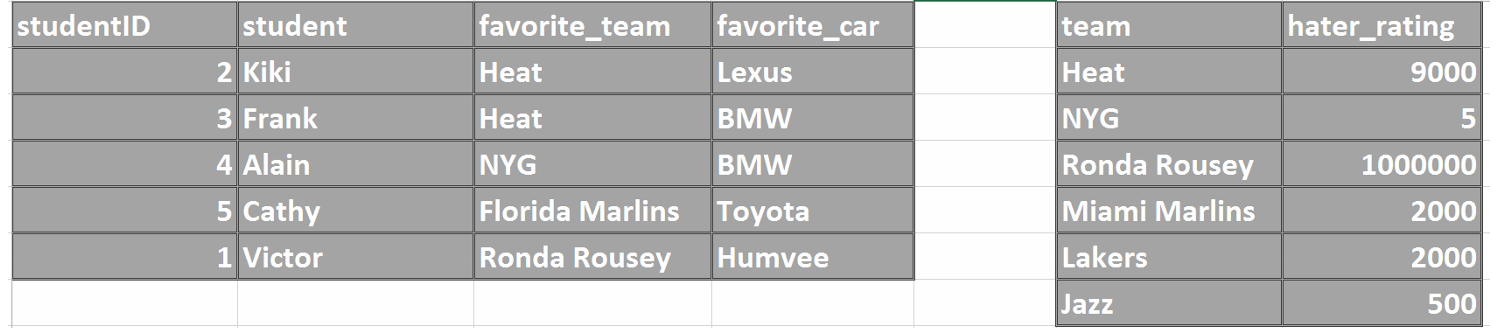 studentID student favorite_team favorite_car team hater_rating
2 Kiki Heat Lexus Heat 9000
3 Frank Heat BMW NYG 5
4 Alain NYG BMW Ronda Rousey 1000000
5 Cathy Florida Marlins Toyota Miami Marlins 2000
1 Victor Ronda Rousey Humvee Lakers 2000
Jazz 500